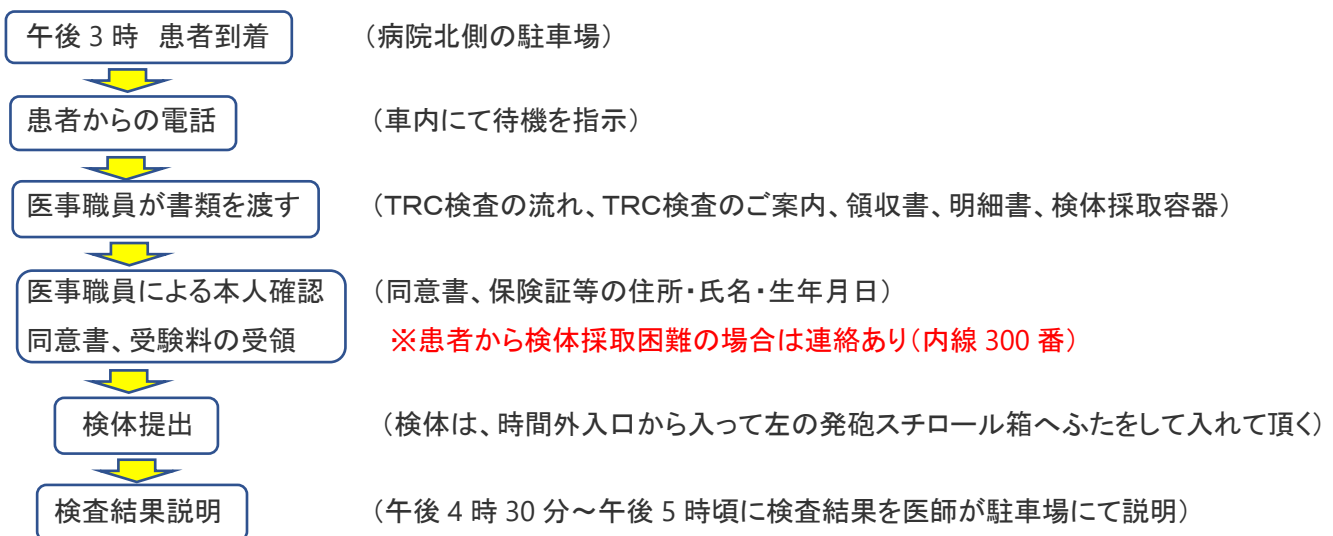 午後 3 時 患者到着 （病院北側の駐車場）
患者からの電話 （車内にて待機を指示）
医事職員が書類を渡す （TRC検査の流れ、TRC検査のご案内、領収書、明細書、検体採取容器）
医事職員による本人確認 （同意書、保険証等の住所・氏名・生年月日）
同意書、受験料の受領 ※患者から検体採取困難の場合は連絡あり（内線 300 番）
検体提出 （検体は、時間外入口から入って左の発砲スチロール箱へふたをして入れて頂く）
検査結果説明 （午後 4 時 30 分～午後 5 時頃に検査結果を医師が駐車場にて説明）